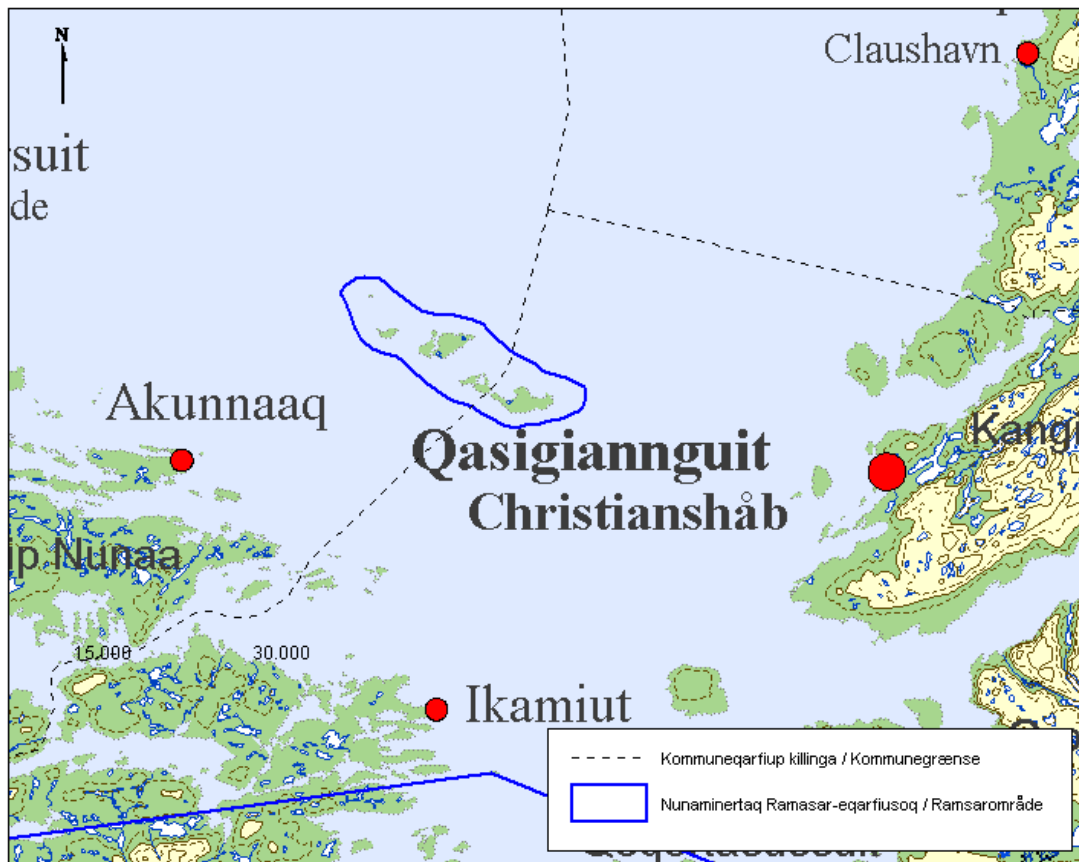 N
Claushavn
suit
de
Akunnaaq
Qasigiannguit
Christianshåb
Kang
ip Nunaa
15.000 30.000
Ikamiut
Kommuneqarfiup killinga / Kommunegrænse
Nunaminertaq Ramasar-eqarfiusoq / Ramsarområde